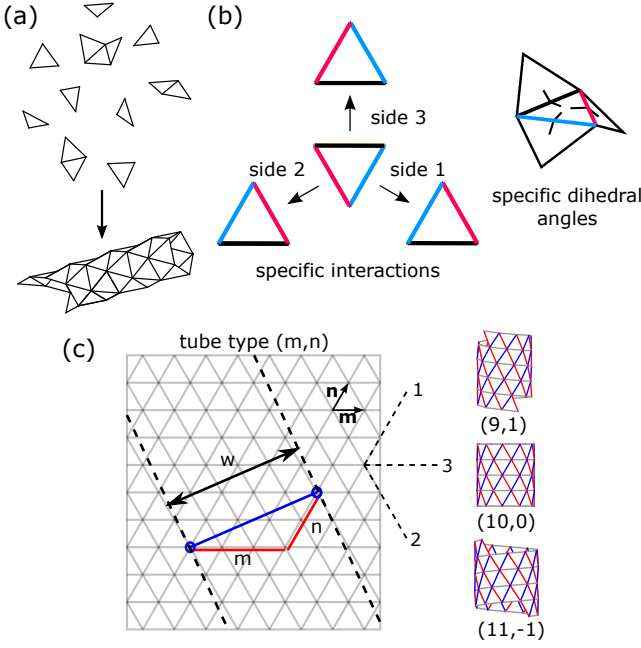 (a)
(b)
side 3
side 2
side 1
specific interactions
specific dihedral
angles
(c)
tube type (m,n)
n
m
w
m
n
1
3
2
(9,1)
(10,0)
(11,-1)